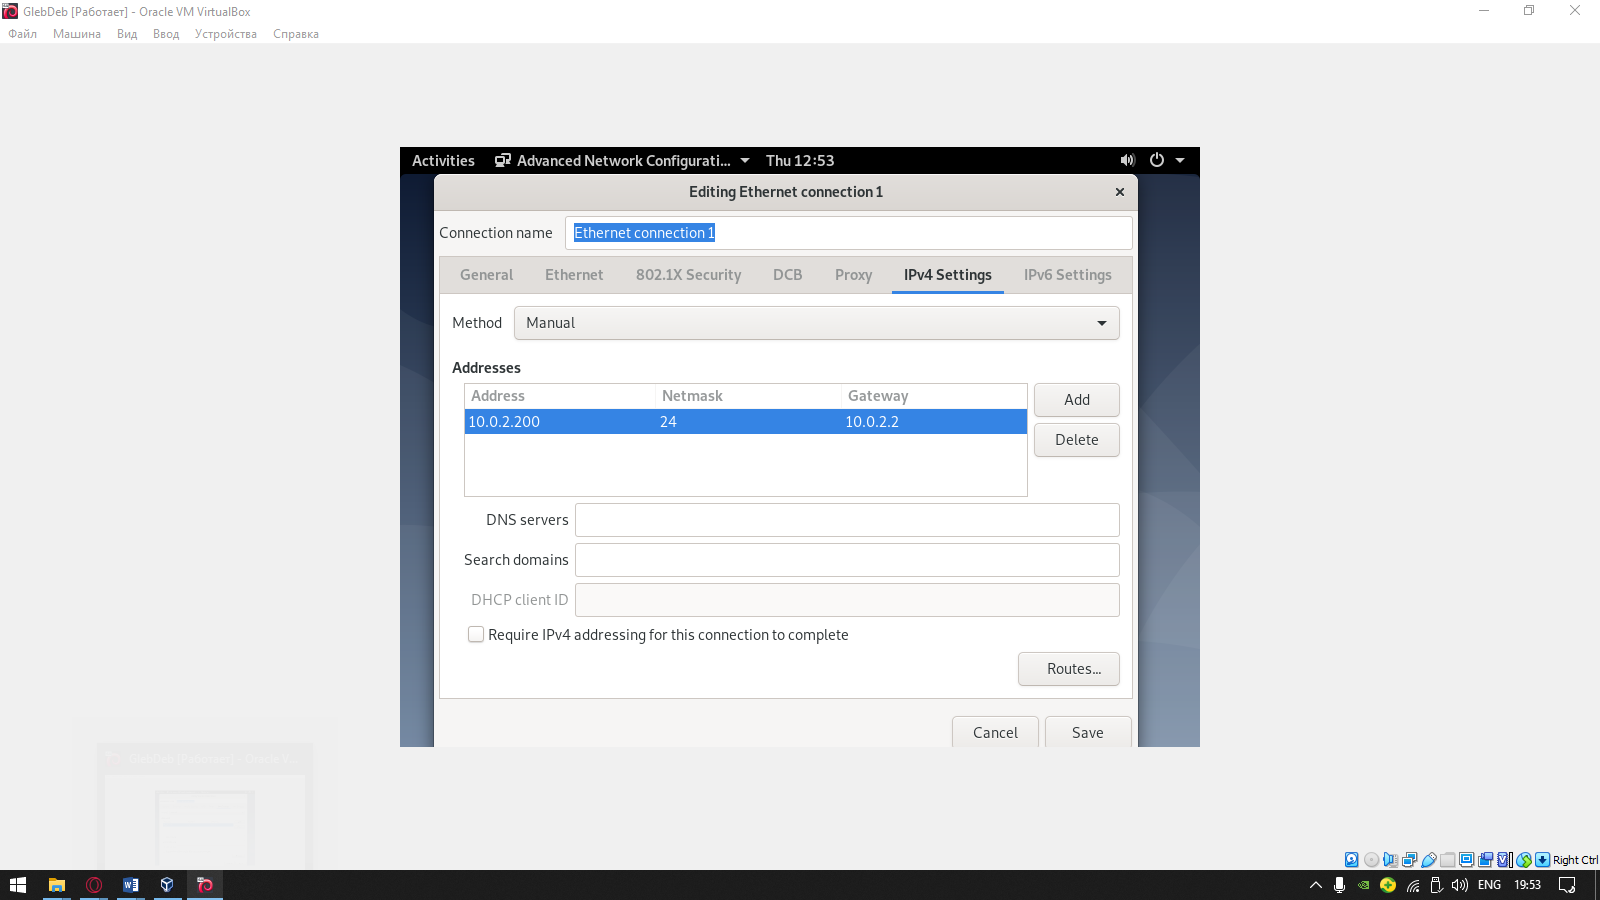 GlebDeb [Работает] - Oracle VM VirtualBox
Файл Машина Вид Ввод Устройства Справка
Activities Advanced Network Configurati... Thu 12:53
Editing Ethernet connection 1
Connection name Ethernet connection 1
General Ethernet 802.1X Security DCB Proxy IPv4 Settings IPv6 Settings
Method Manual
Addresses
Address Netmask Gateway
Add
10.0.2.200 24 10.0.2.2
Delete
DNS servers
Search domains
DHCP client ID
Require IPv4 addressing for this connection to complete
Routes...
Cancel Save
GlebDeb [Работает] - Oracle V...
Right Ctrl
ENG 19:53